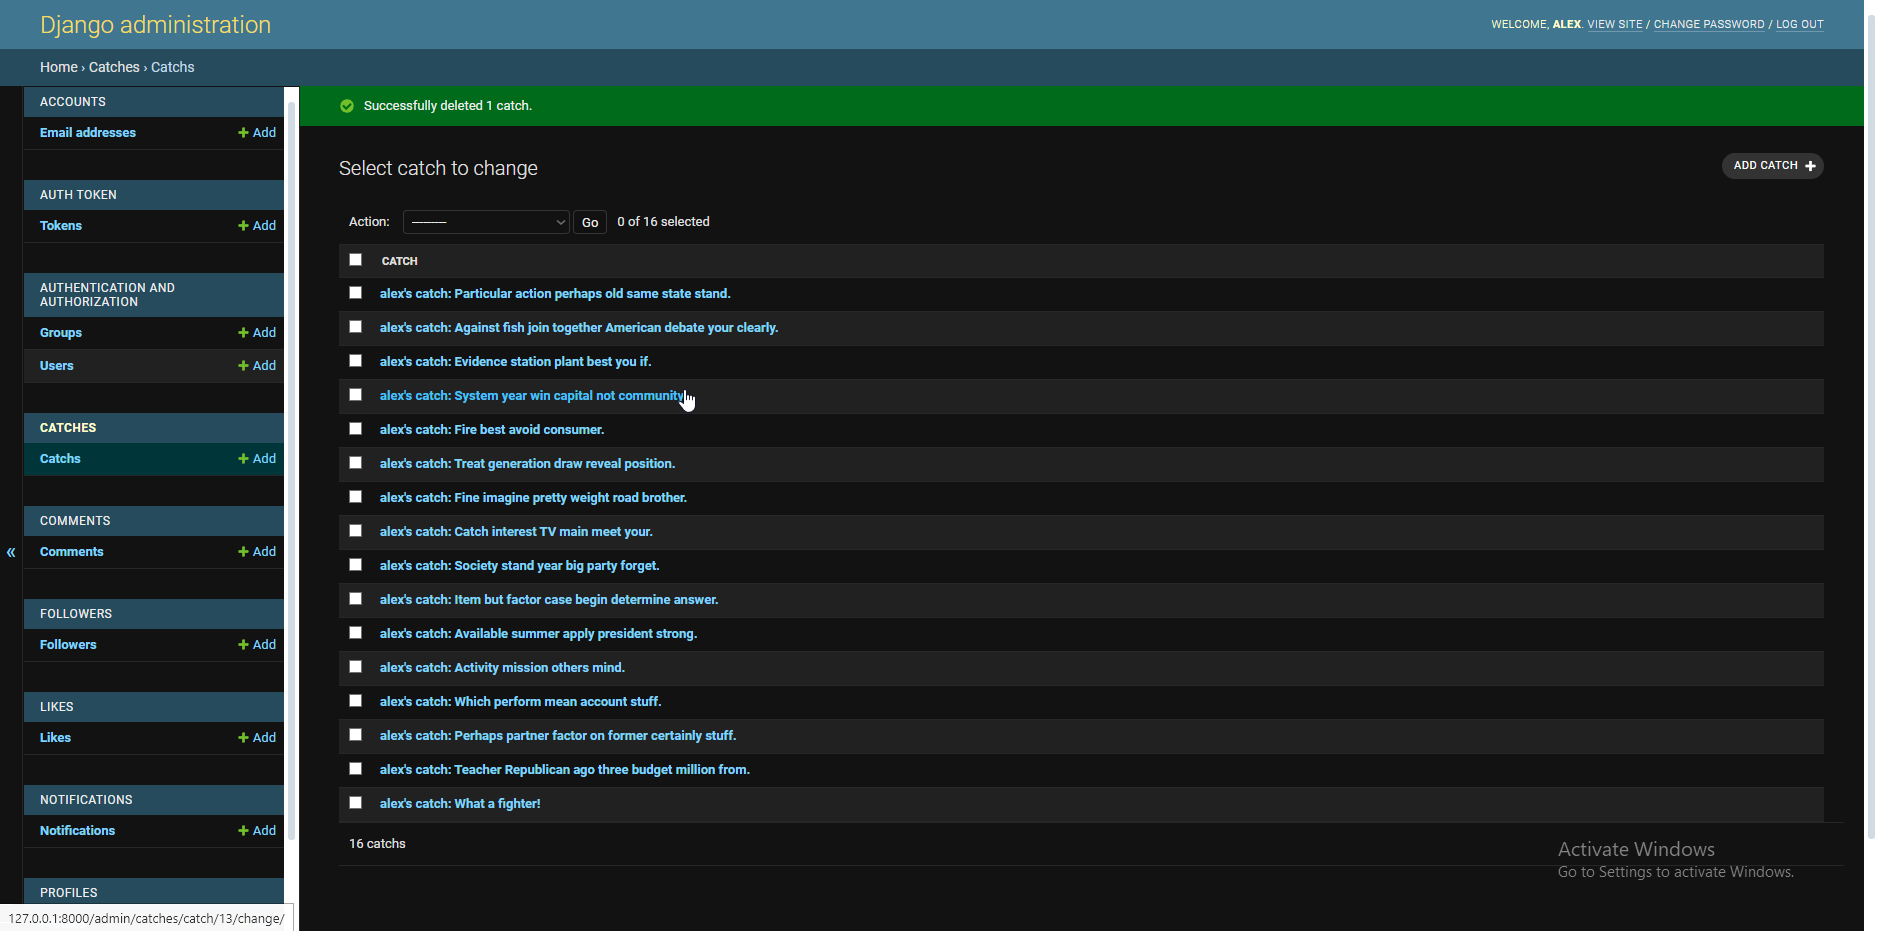 Django administration
WELCOME, ALEX. VIEW SITE / CHANGE PASSWORD / LOG OUT
Home › Catches › Catchs
ACCOUNTS
Email addresses + Add
AUTH TOKEN
Tokens + Add
AUTHENTICATION AND
AUTHORIZATION
Groups + Add
Users + Add
CATCHES
Catchs + Add
COMMENTS
Comments + Add
FOLLOWERS
Followers + Add
LIKES
Likes + Add
NOTIFICATIONS
Notifications + Add
PROFILES
«
Successfully deleted 1 catch.
Select catch to change
ADD CATCH +
Action: --------- Go 0 of 16 selected
CATCH
alex's catch: Particular action perhaps old same state stand.
alex's catch: Against fish join together American debate your clearly.
alex's catch: Evidence station plant best you if.
alex's catch: System year win capital not community
alex's catch: Fire best avoid consumer.
alex's catch: Treat generation draw reveal position.
alex's catch: Fine imagine pretty weight road brother.
alex's catch: Catch interest TV main meet your.
alex's catch: Society stand year big party forget.
alex's catch: Item but factor case begin determine answer.
alex's catch: Available summer apply president strong.
alex's catch: Activity mission others mind.
alex's catch: Which perform mean account stuff.
alex's catch: Perhaps partner factor on former certainly stuff.
alex's catch: Teacher Republican ago three budget million from.
alex's catch: What a fighter!
16 catchs
Activate Windows
Go to Settings to activate Windows.
127.0.0.1:8000/admin/catches/catch/13/change/